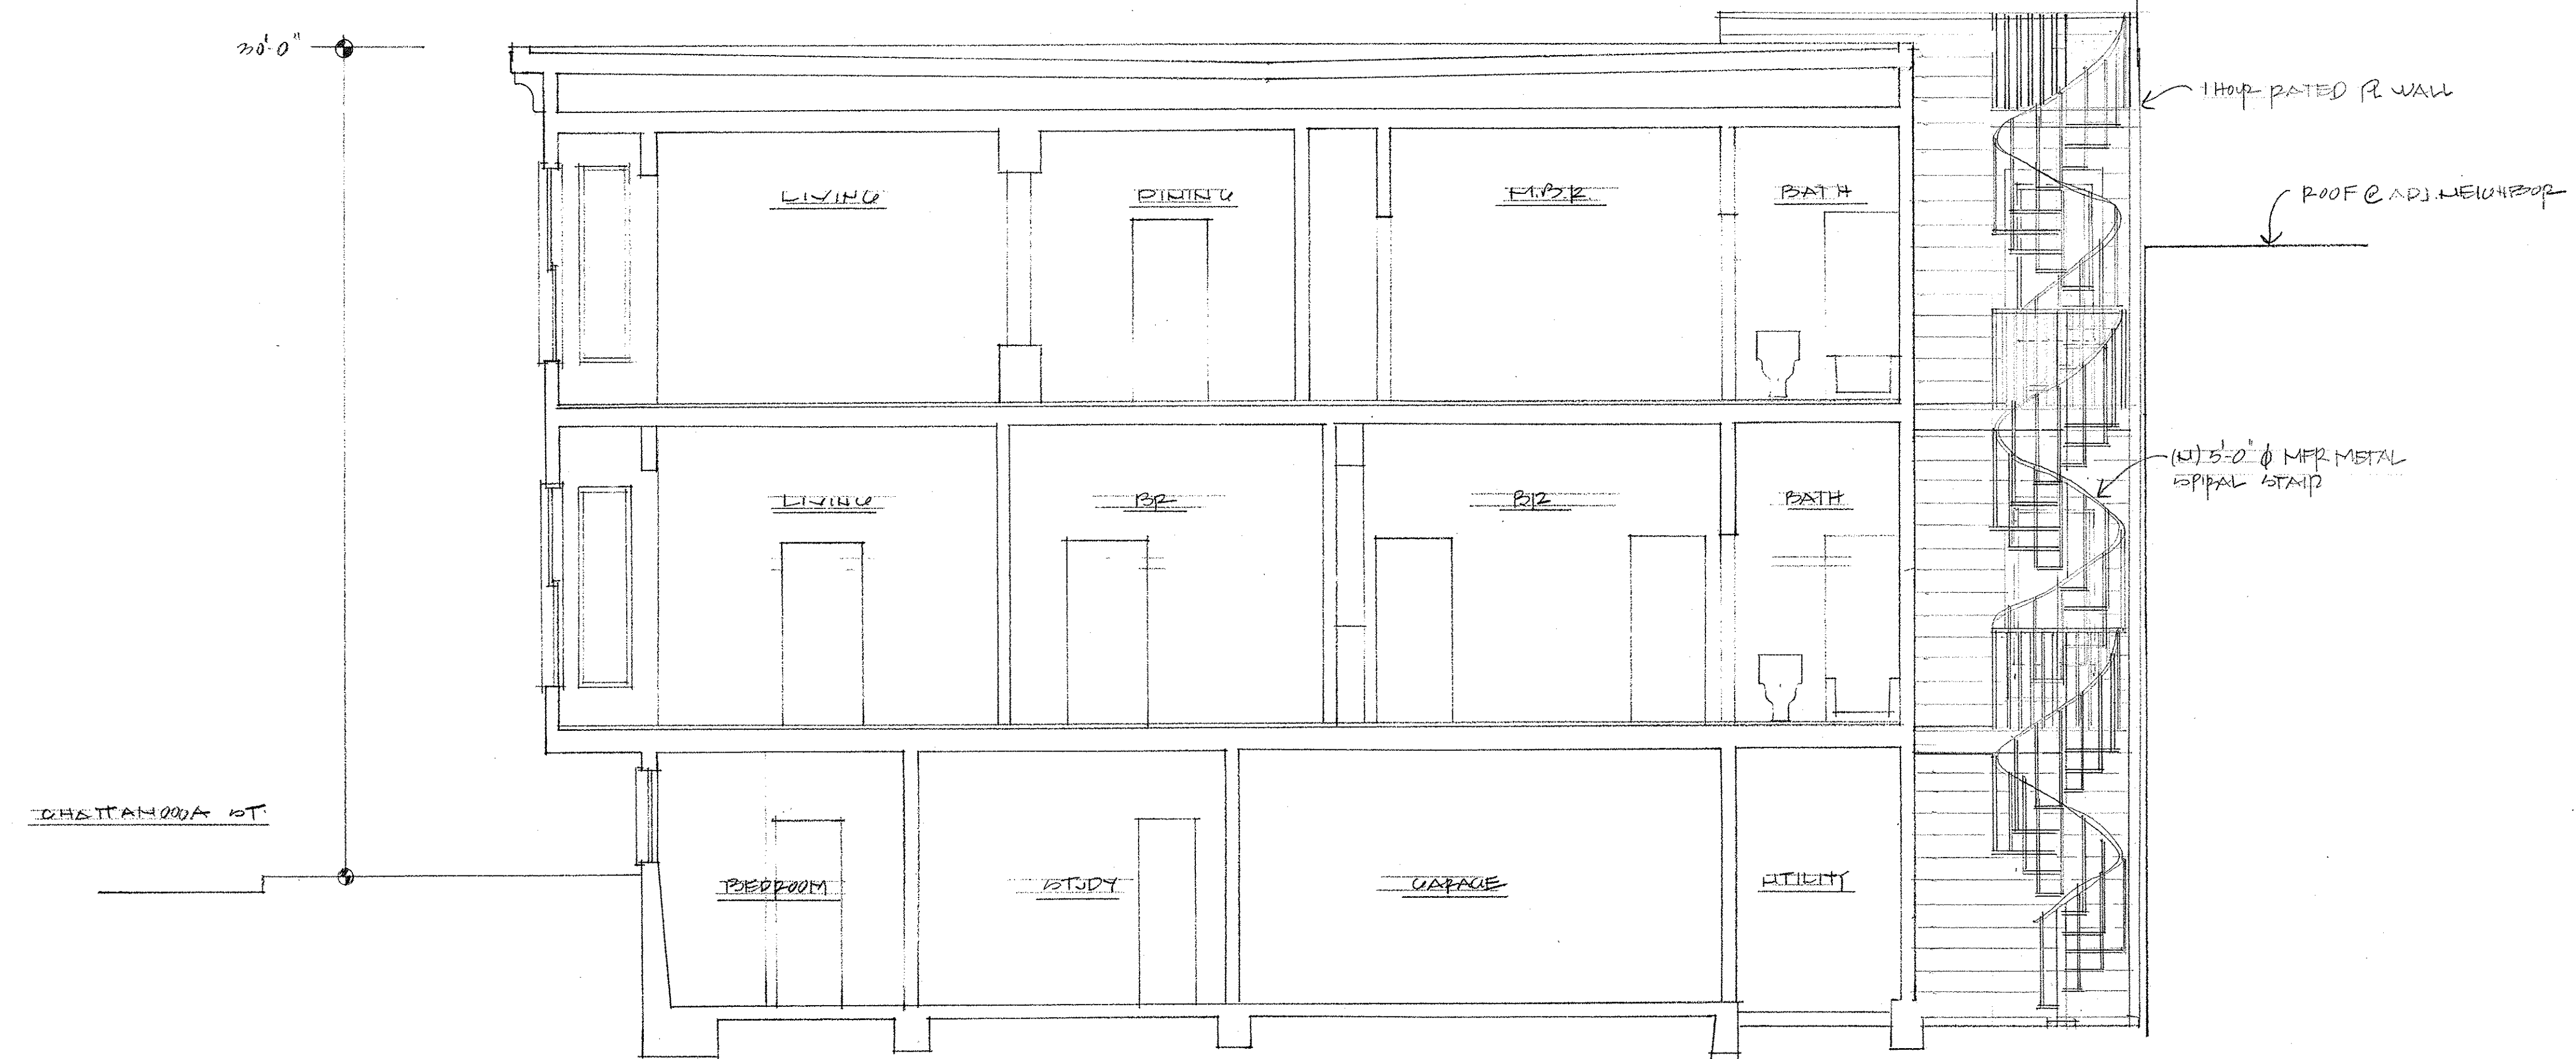 30'-0"
1 HOUR RATED PL WALL
ROOF @ ADJ. NEIGHBOR
LIVING
DINING
M.B.R.
BATH
(N) 5'-0" φ MFR METAL
SPIRAL STAIR
LIVING
BR
BR
BATH
CHATTANOOGA ST.
BEDROOM
STUDY
GARAGE
UTILITY